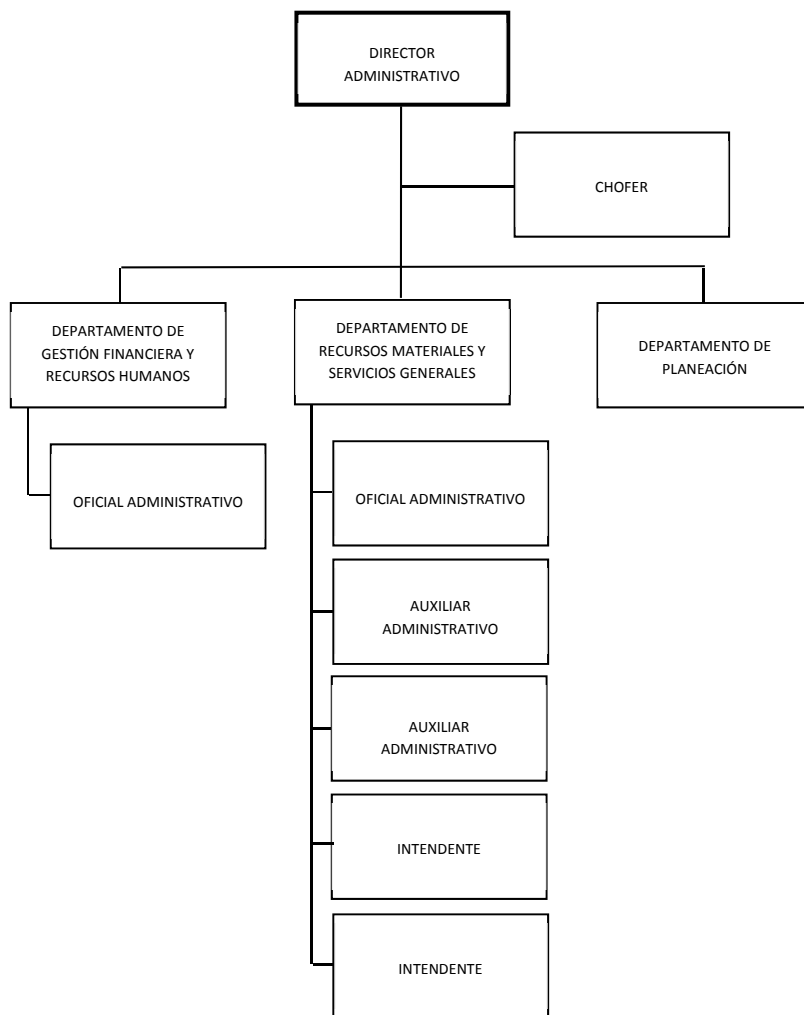 DIRECTOR
ADMINISTRATIVO
CHOFER
DEPARTAMENTO DE
GESTIÓN FINANCIERA Y
RECURSOS HUMANOS
DEPARTAMENTO DE
RECURSOS MATERIALES Y
SERVICIOS GENERALES
DEPARTAMENTO DE
PLANEACIÓN
OFICIAL ADMINISTRATIVO
OFICIAL ADMINISTRATIVO
AUXILIAR
ADMINISTRATIVO
AUXILIAR
ADMINISTRATIVO
INTENDENTE
INTENDENTE